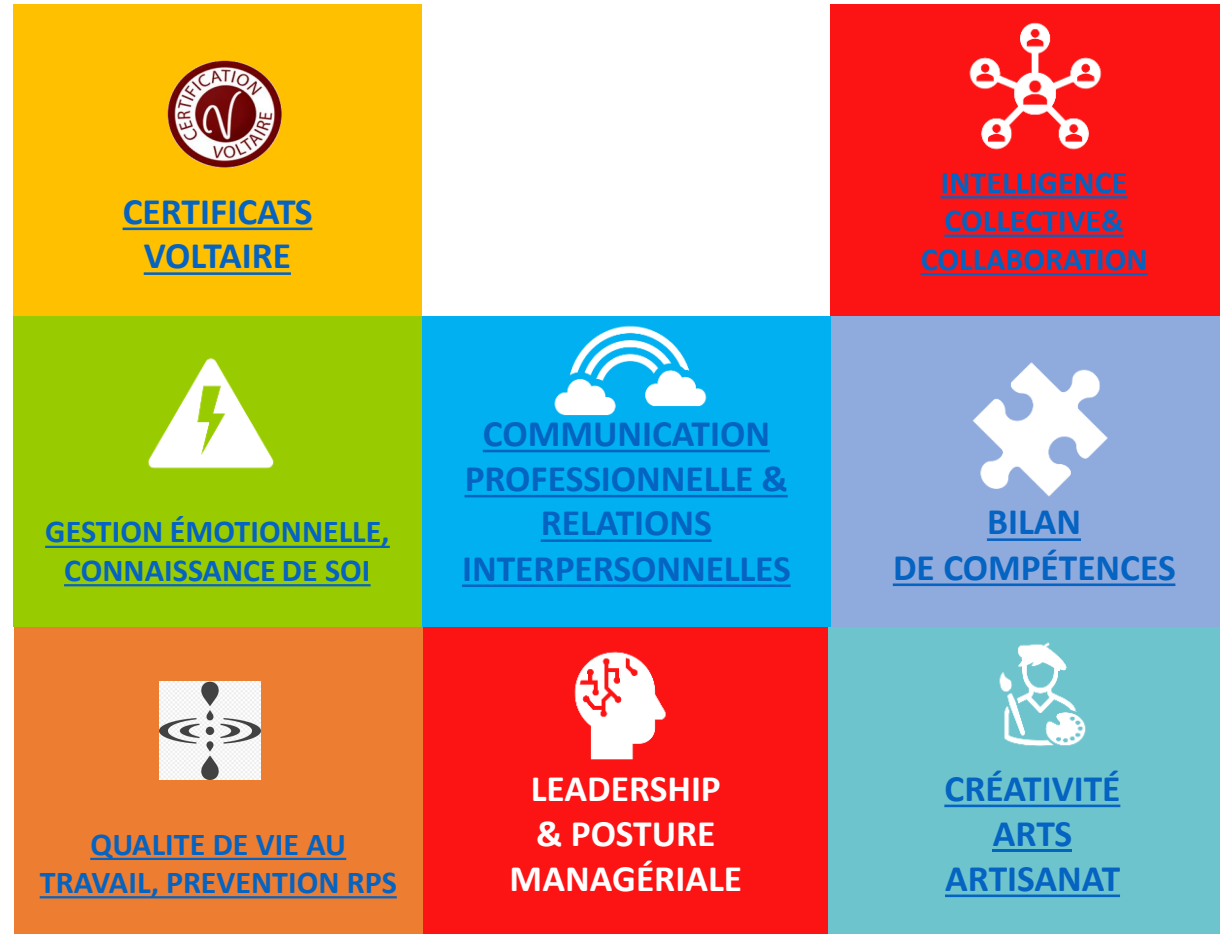 CERTIFICATION
V
VOLTAIRE
CERTIFICATS
VOLTAIRE
INTELLIGENCE
COLLECTIVE&
COLLABORATION
GESTION ÉMOTIONNELLE,
CONNAISSANCE DE SOI
COMMUNICATION
PROFESSIONNELLE &
RELATIONS
INTERPERSONNELLES
BILAN
DE COMPÉTENCES
QUALITE DE VIE AU
TRAVAIL, PREVENTION RPS
LEADERSHIP
& POSTURE
MANAGÉRIALE
CRÉATIVITÉ
ARTS
ARTISANAT